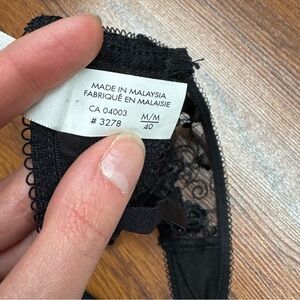 MADE IN MALAYSIA
FABRIQUÉ EN MALAISIE
CA 04003 M/M
# 3278 40